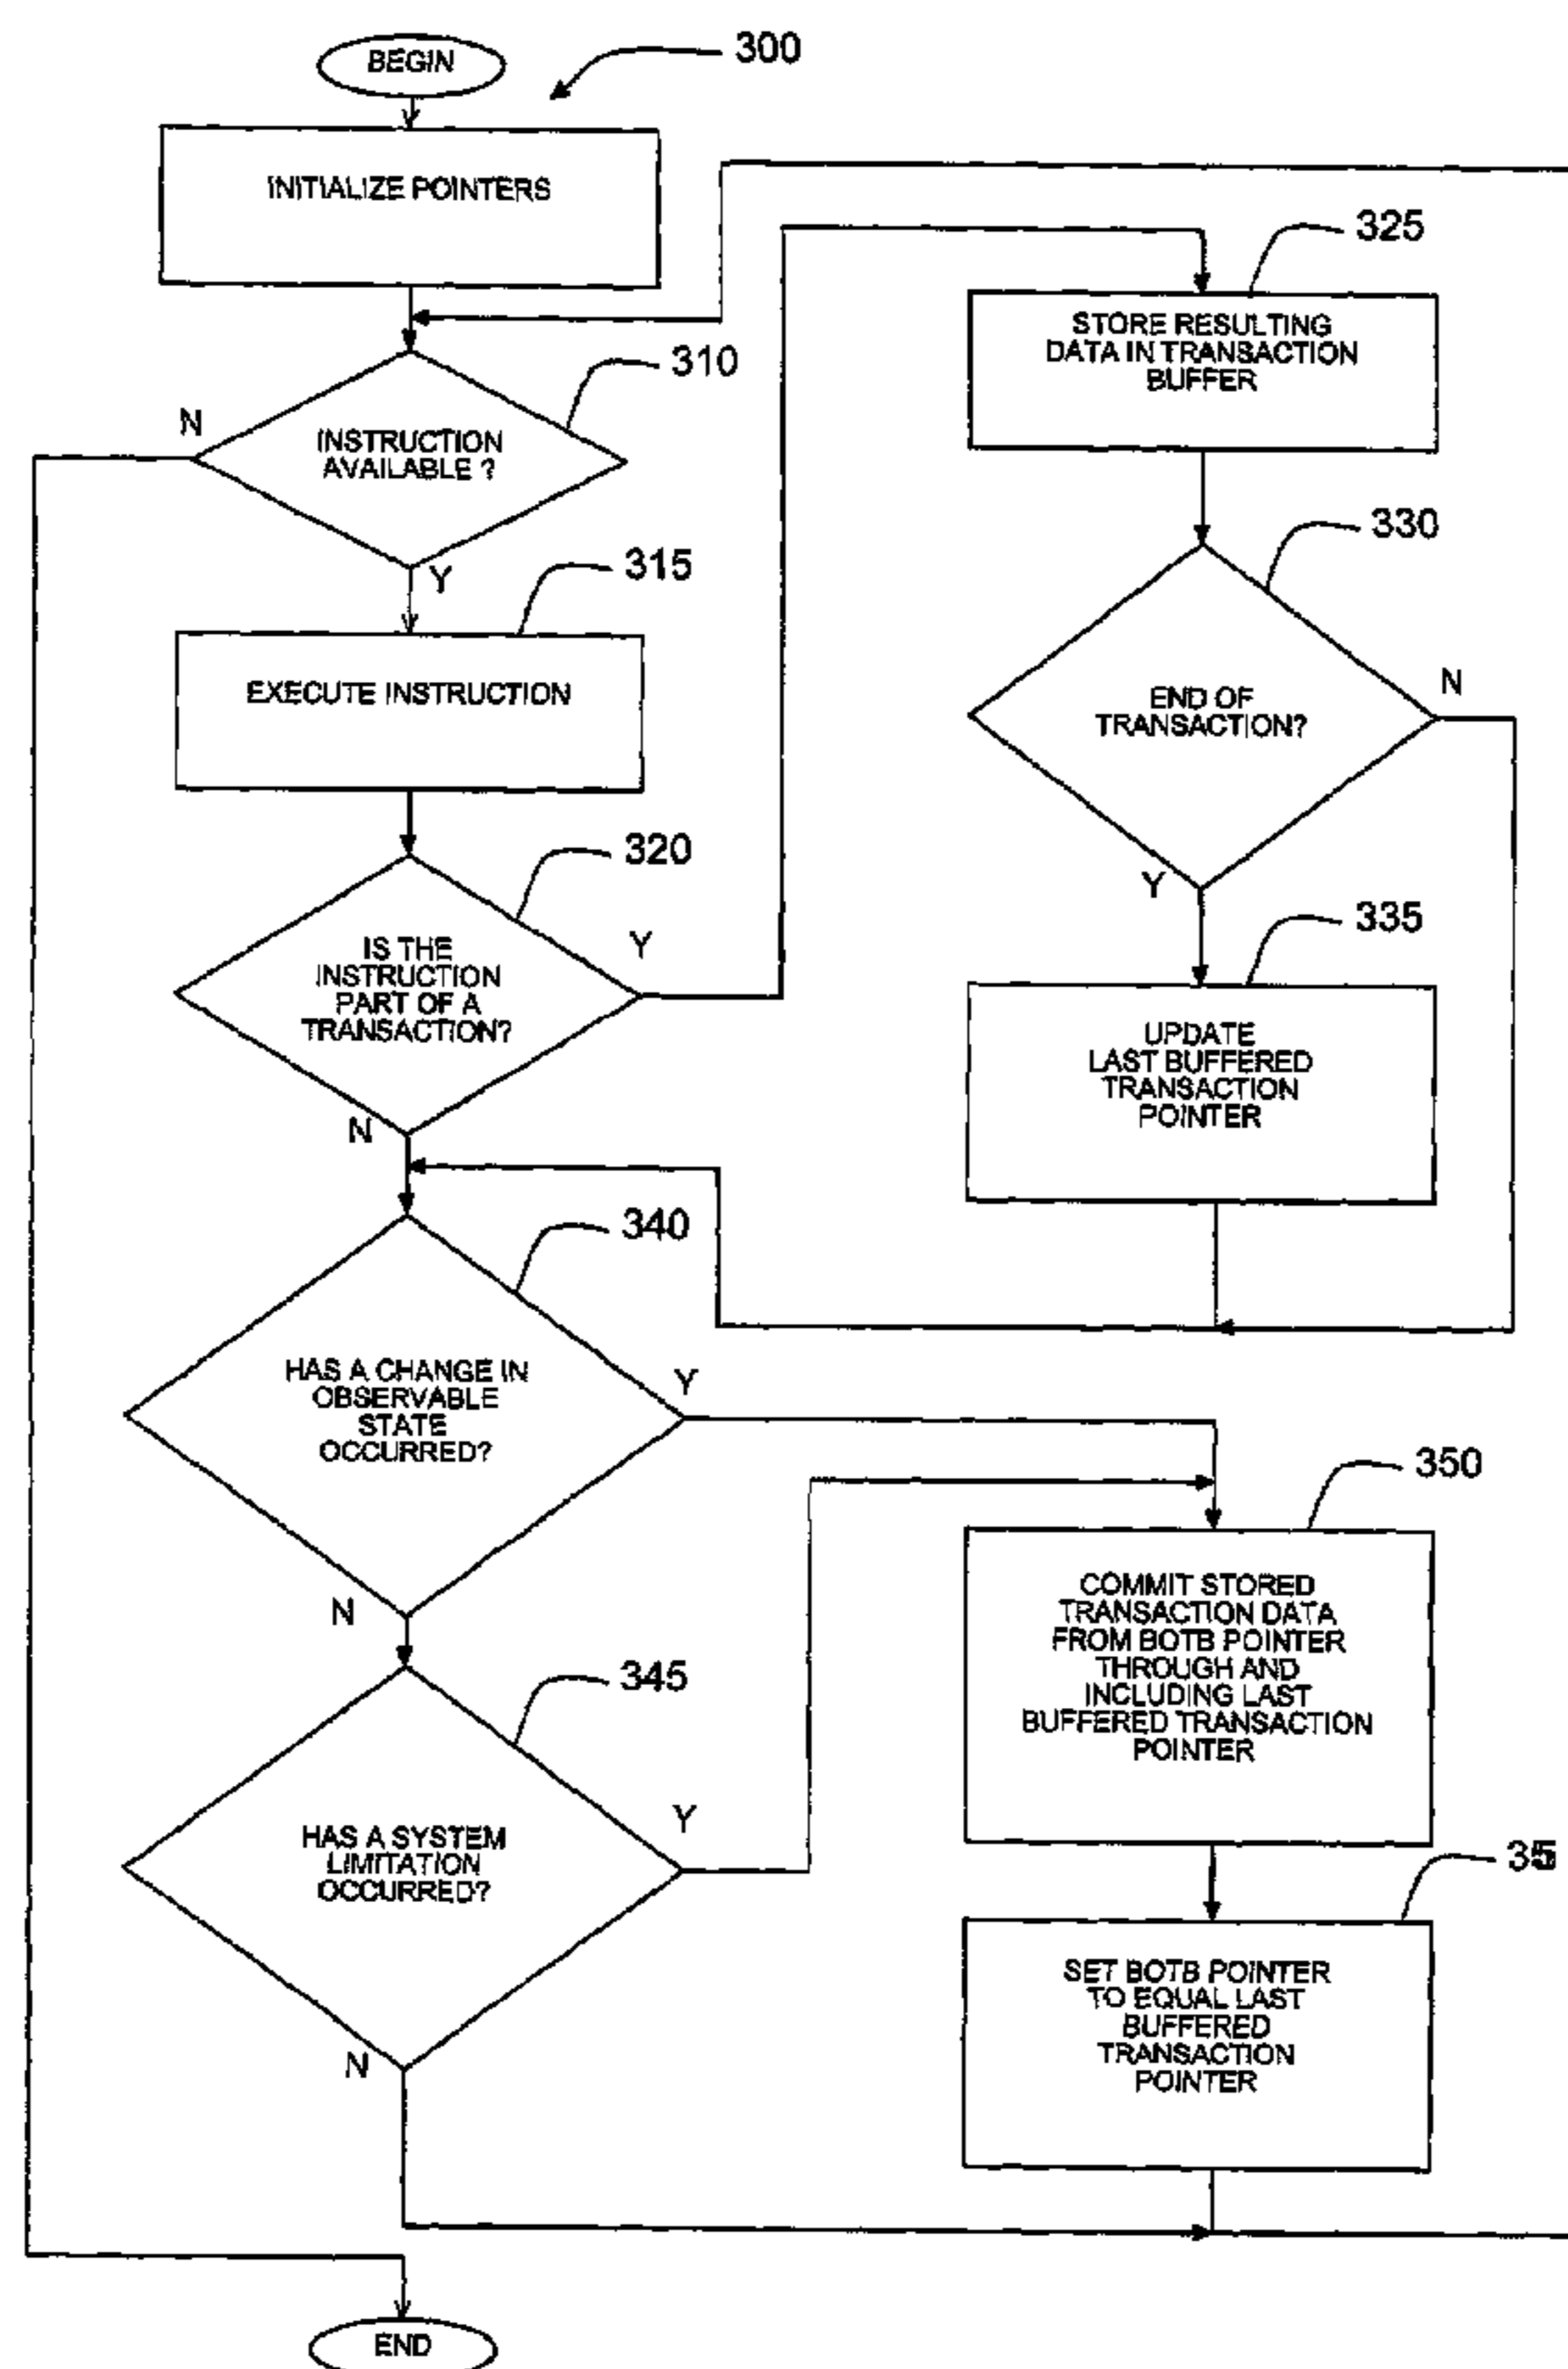 BEGIN
300
INITIALIZE POINTERS
310
N
INSTRUCTION
AVAILABLE ?
Y
315
EXECUTE INSTRUCTION
320
IS THE
INSTRUCTION
PART OF A
TRANSACTION?
Y
N
325
STORE RESULTING
DATA IN TRANSACTION
BUFFER
330
END OF
TRANSACTION?
N
Y
335
UPDATE
LAST BUFFERED
TRANSACTION
POINTER
340
HAS A CHANGE IN
OBSERVABLE
STATE
OCCURRED?
Y
N
345
HAS A SYSTEM
LIMITATION
OCCURRED?
Y
N
350
COMMIT STORED
TRANSACTION DATA
FROM BOTB POINTER
THROUGH AND
INCLUDING LAST
BUFFERED TRANSACTION
POINTER
SET BOTB POINTER
TO EQUAL LAST
BUFFERED
TRANSACTION
POINTER
END